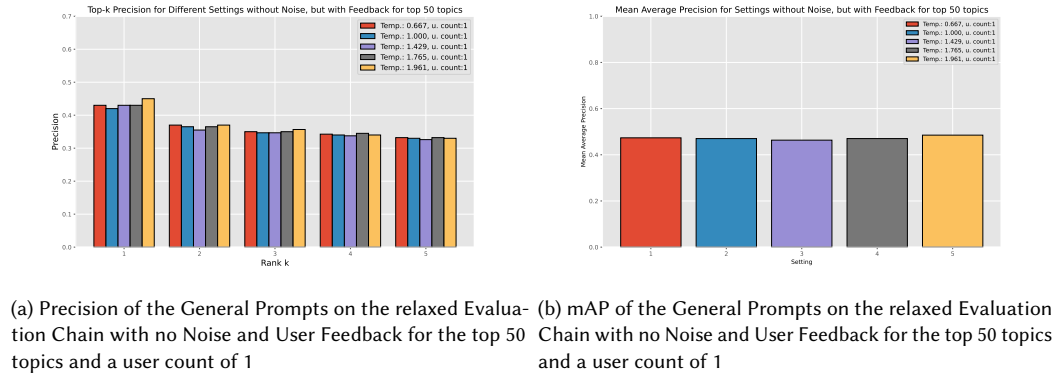 Top-k Precision for Different Settings without Noise, but with Feedback for top 50 topics
0.7
0.6
0.5
0.4
0.3
0.2
0.1
0.0
Precision
Temp.: 0.667, u. count:1
Temp.: 1.000, u. count:1
Temp.: 1.429, u. count:1
Temp.: 1.765, u. count:1
Temp.: 1.961, u. count:1
1 2 3 4 5
Rank k
Mean Average Precision for Settings without Noise, but with Feedback for top 50 topics
1.0
0.8
0.6
0.4
0.2
0.0
Mean Average Precision
Temp.: 0.667, u. count:1
Temp.: 1.000, u. count:1
Temp.: 1.429, u. count:1
Temp.: 1.765, u. count:1
Temp.: 1.961, u. count:1
1 2 3 4 5
Setting
(a) Precision of the General Prompts on the relaxed Evalua-
tion Chain with no Noise and User Feedback for the top 50
topics and a user count of 1
(b) mAP of the General Prompts on the relaxed Evaluation
Chain with no Noise and User Feedback for the top 50 topics
and a user count of 1